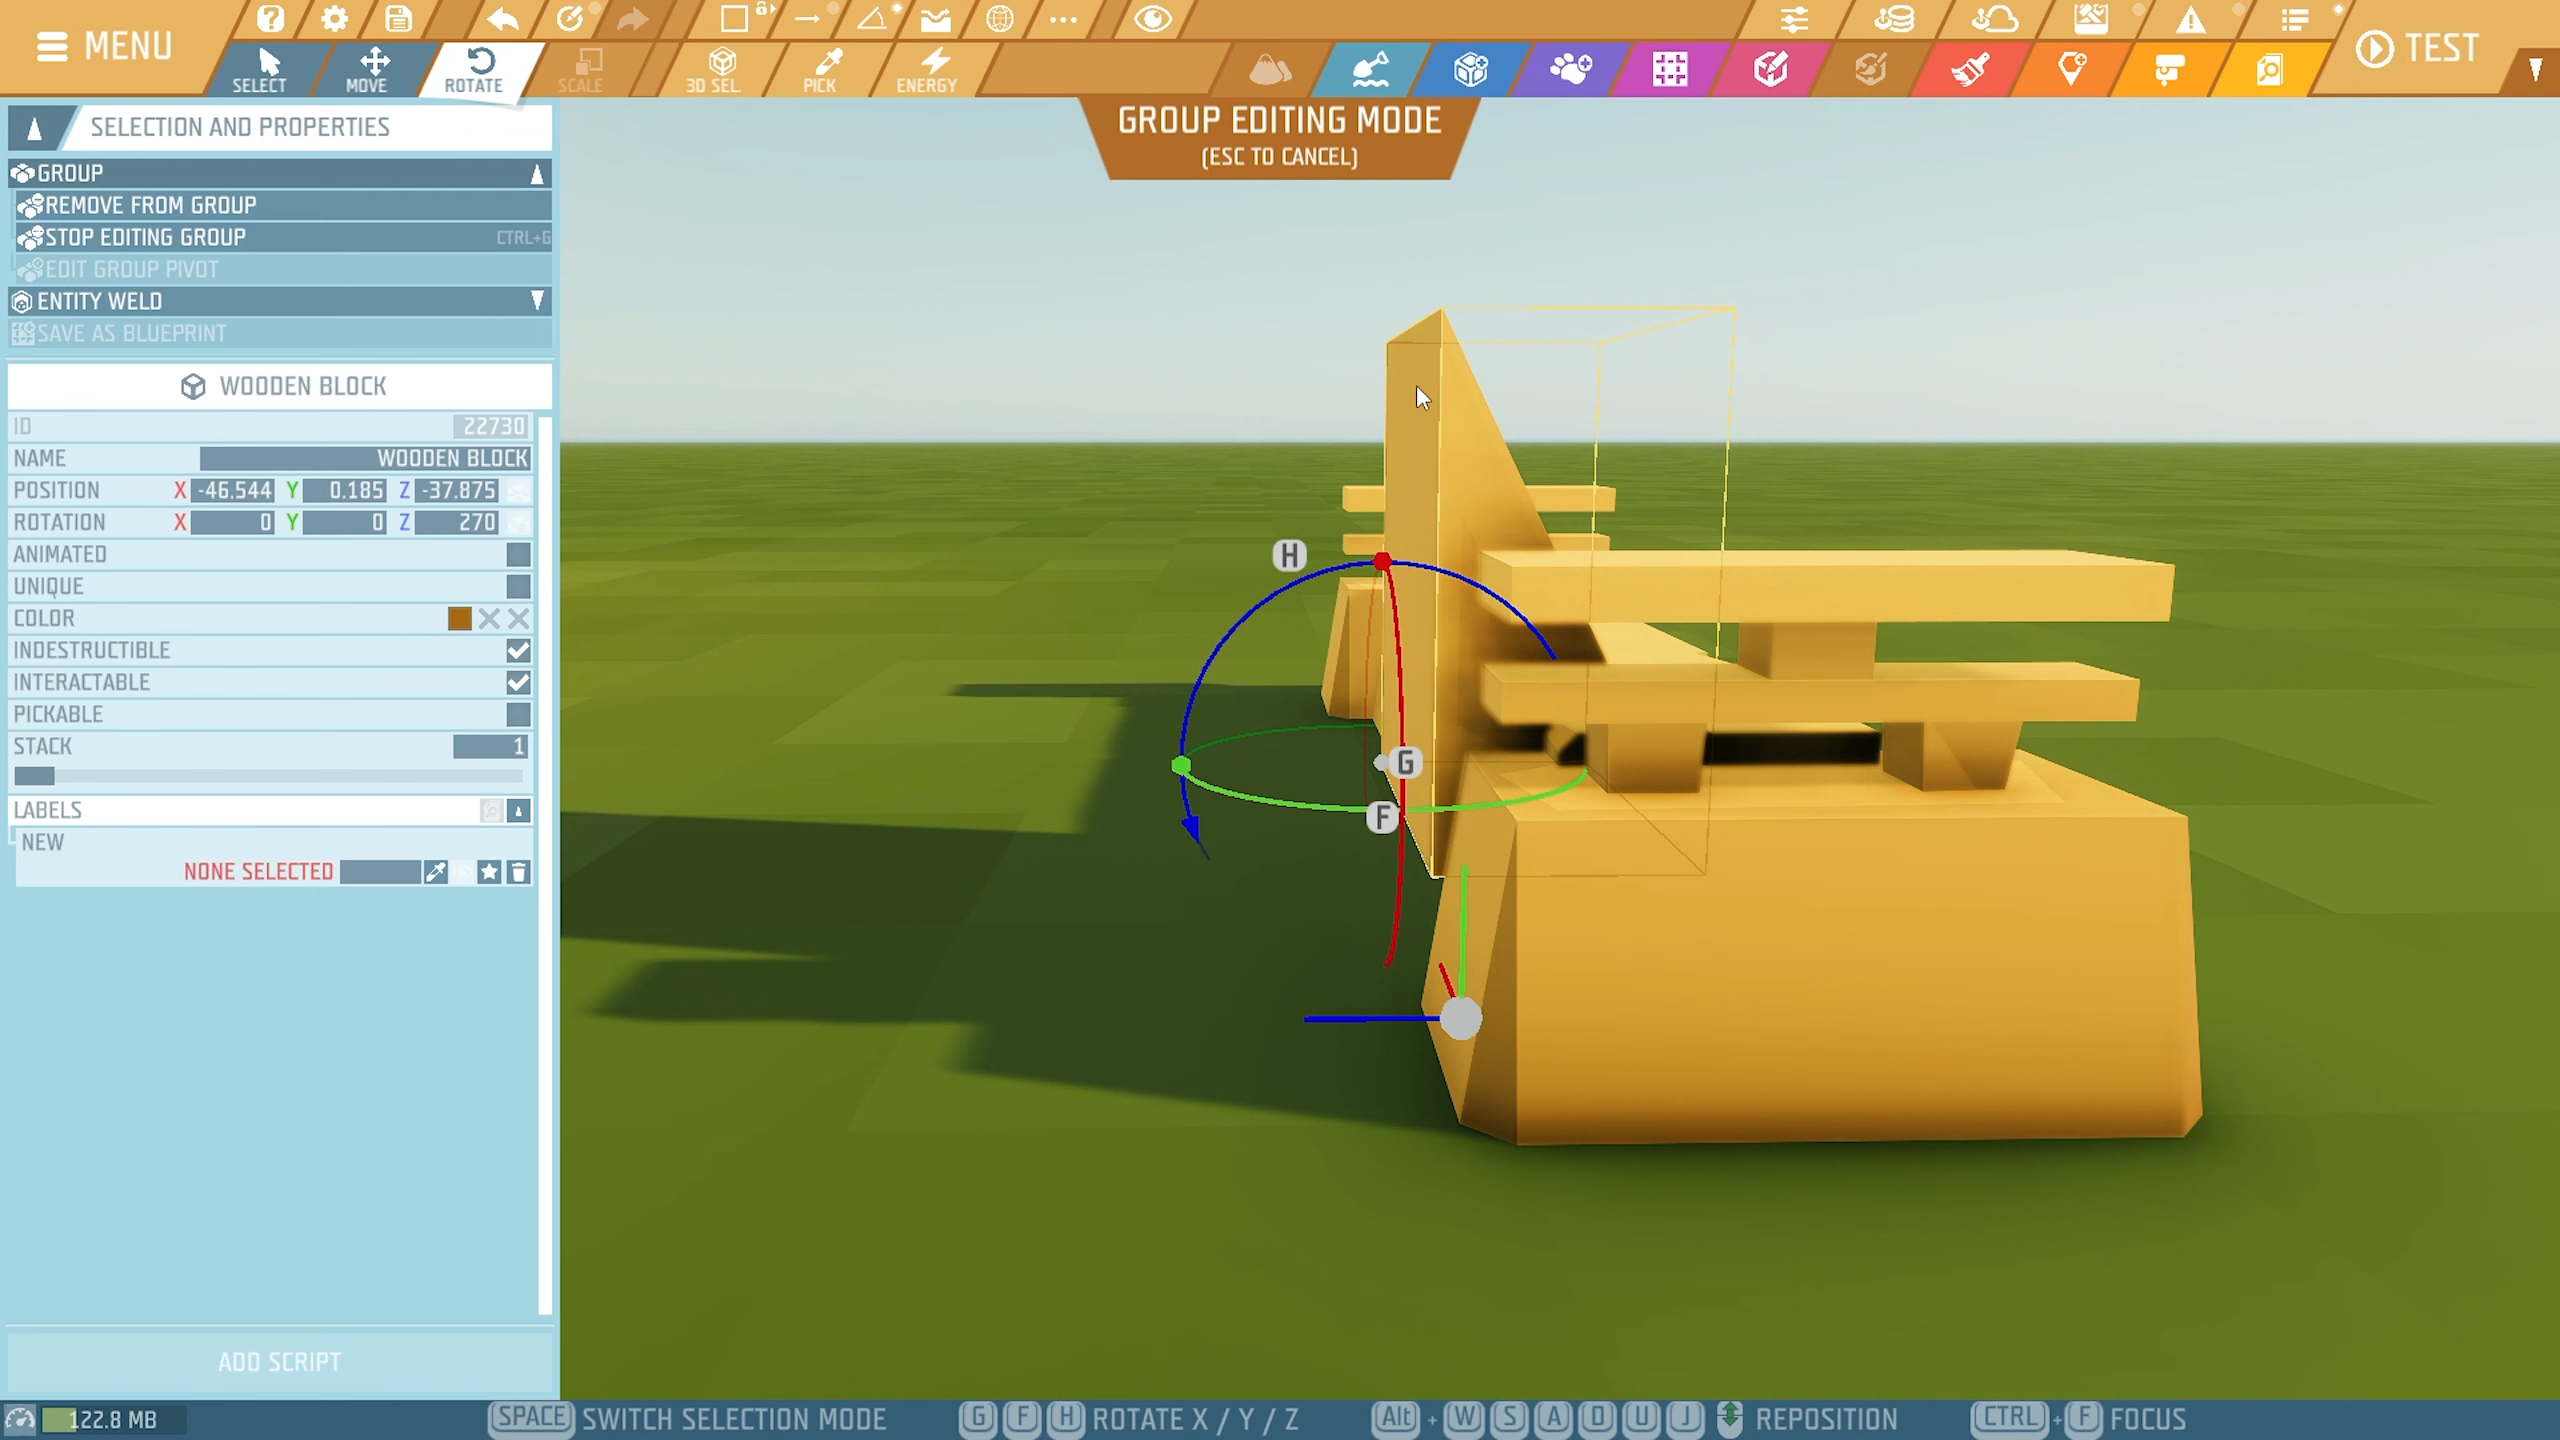 MENU
SELECT
MOVE
ROTATE
SCALE
3D SEL.
PICK
ENERGY
TEST
GROUP EDITING MODE
(ESC TO CANCEL)
SELECTION AND PROPERTIES
GROUP
REMOVE FROM GROUP
STOP EDITING GROUP CTRL+G
EDIT GROUP PIVOT
ENTITY WELD
SAVE AS BLUEPRINT
WOODEN BLOCK
ID 22730
NAME WOODEN BLOCK
POSITION X -46.544 Y 0.185 Z -37.875
ROTATION X 0 Y 0 Z 270
ANIMATED
UNIQUE
COLOR
INDESTRUCTIBLE
INTERACTABLE
PICKABLE
STACK 1
LABELS
NEW
NONE SELECTED
ADD SCRIPT
H
G
F
122.8 MB
SPACE SWITCH SELECTION MODE
G F H ROTATE X / Y / Z
Alt + W S A D U J REPOSITION
CTRL + F FOCUS